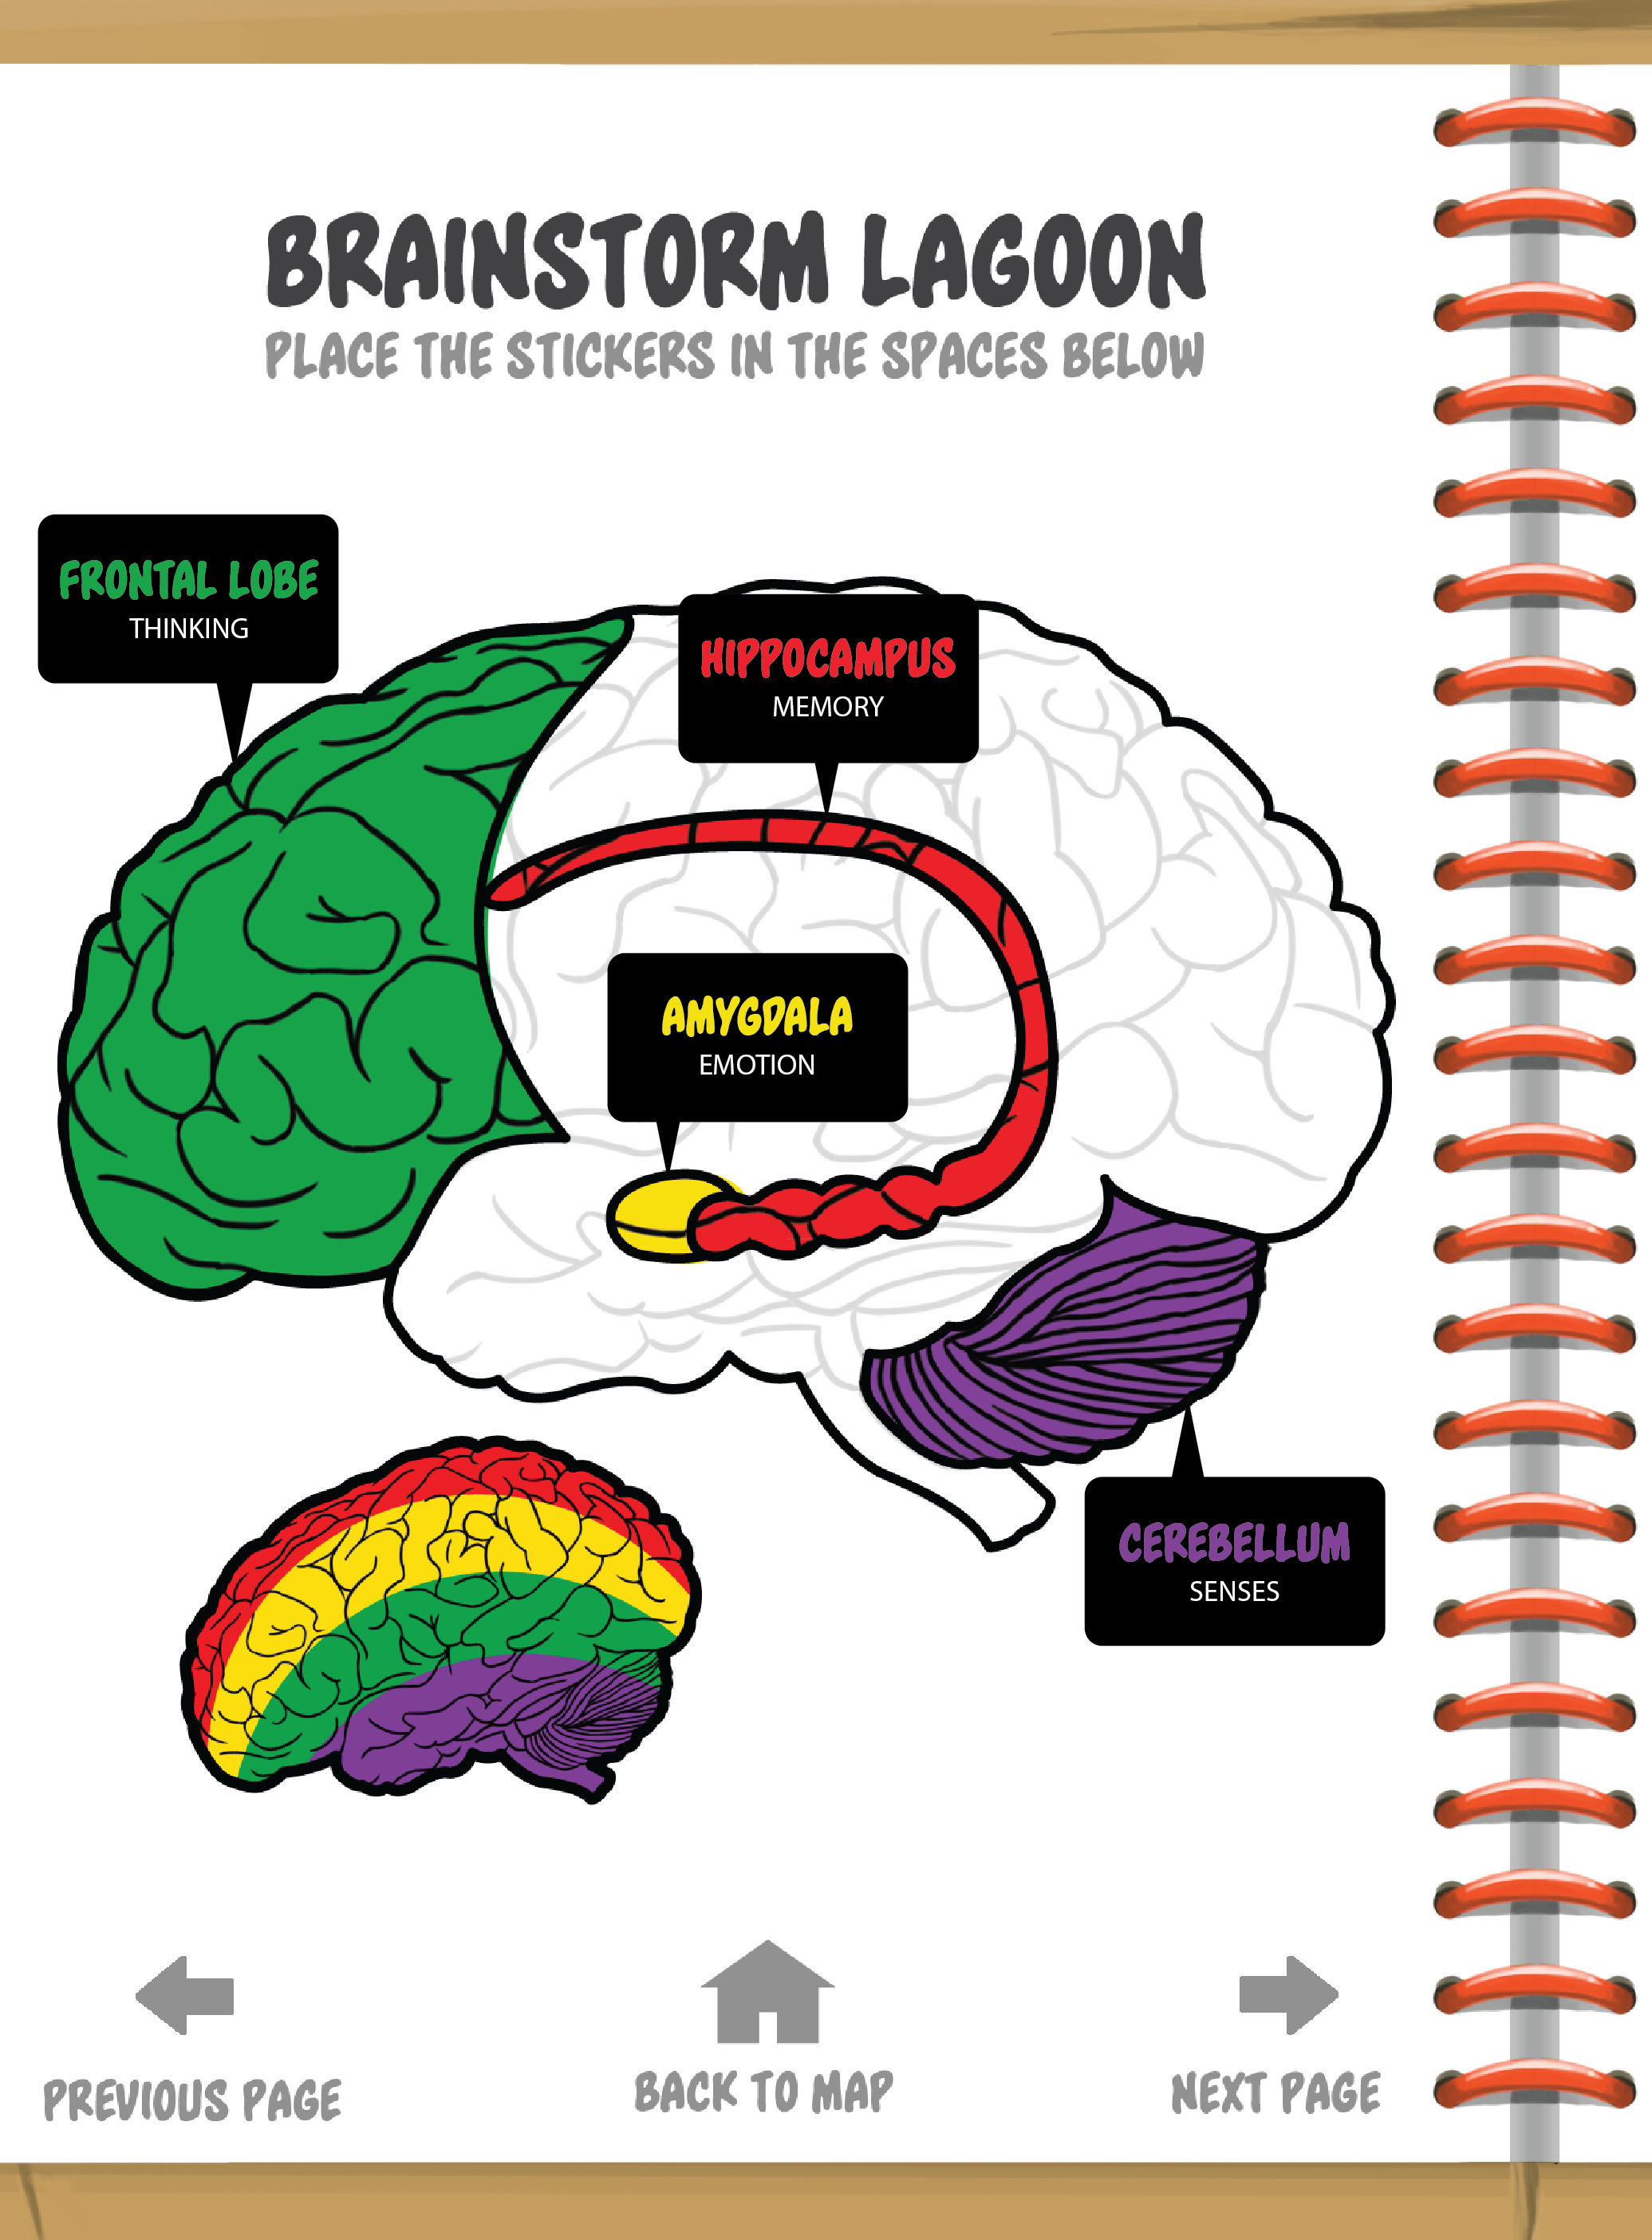 BRAINSTORM LAGOON
PLACE THE STICKERS IN THE SPACES BELOW
FRONTAL LOBE
THINKING
HIPPOCAMPUS
MEMORY
AMYGDALA
EMOTION
CEREBELLUM
SENSES
PREVIOUS PAGE
BACK TO MAP
NEXT PAGE